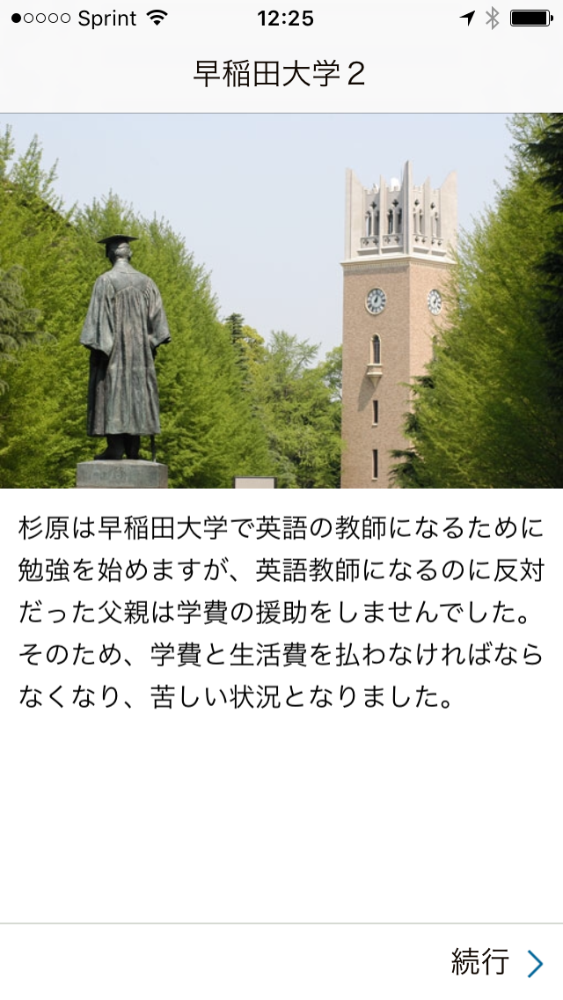 Sprint 12:25
早稲田大学２
杉原は早稲田大学で英語の教師になるために
勉強を始めますが、英語教師になるのに反対
だった父親は学費の援助をしませんでした。
そのため、学費と生活費を払わなければなら
なくなり、苦しい状況となりました。
続行